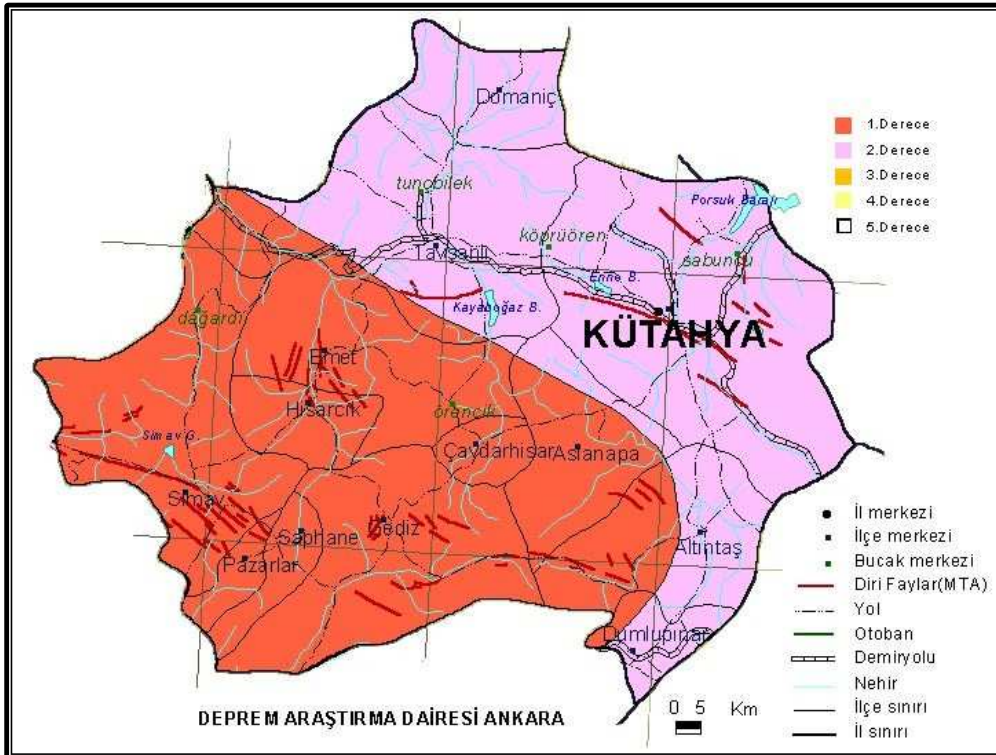 Domaniç
1.Derece
2.Derece
3.Derece
4.Derece
5.Derece
tunçbilek
Porsuk Barajı
köprüören
Tavşanlı
sabuncu
Enne B.
Kayaboğaz B.
KÜTAHYA
dağardı
Emet
Hisarcık
örencik
Simav G.
Çavdarhisar
Aslanapa
Simav
Gediz
Şaphane
Pazarlar
Altıntaş
Dumlupınar
İl merkezi
İlçe merkezi
Bucak merkezi
Diri Faylar(MTA)
Yol
Otoban
Demiryolu
Nehir
İlçe sınırı
İl sınırı
0 5 Km
DEPREM ARAŞTIRMA DAİRESİ ANKARA